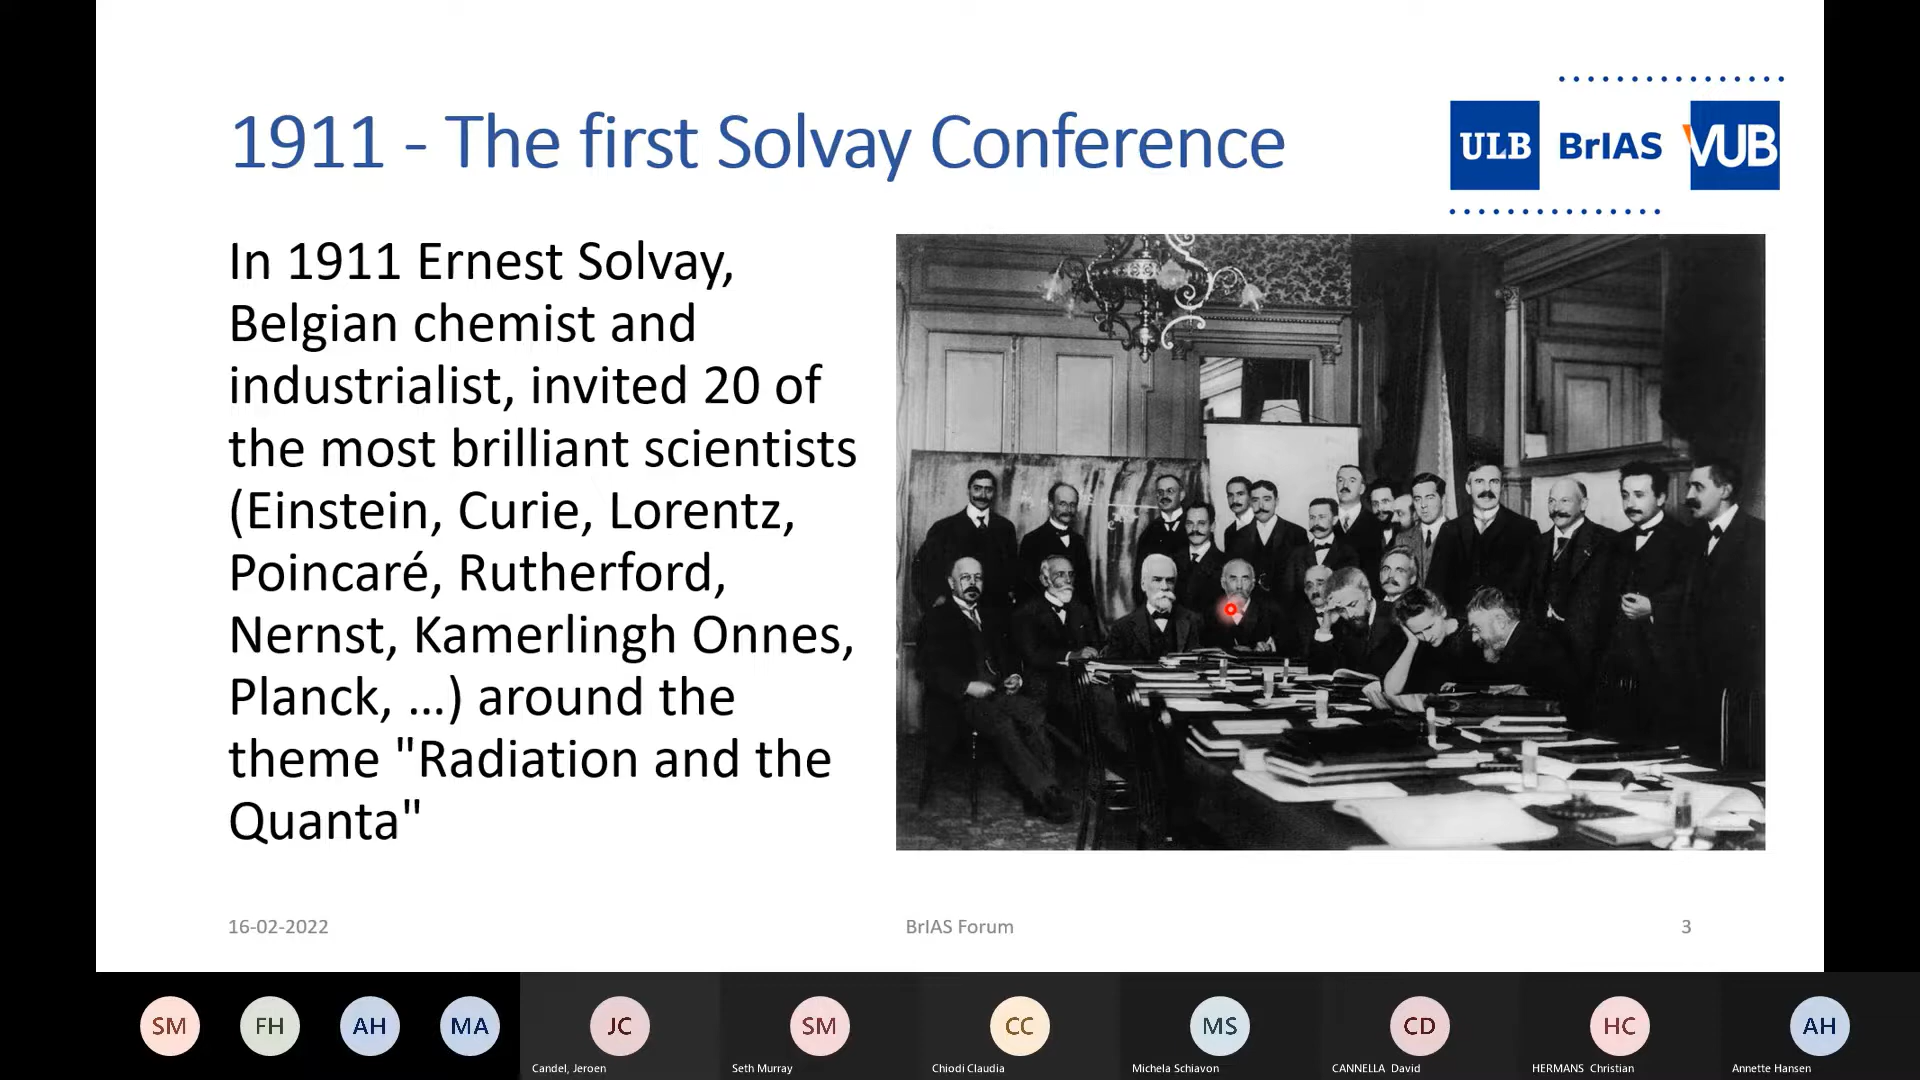 1911 - The first Solvay Conference
ULB BrIAS VUB
In 1911 Ernest Solvay,
Belgian chemist and
industrialist, invited 20 of
the most brilliant scientists
(Einstein, Curie, Lorentz,
Poincaré, Rutherford,
Nernst, Kamerlingh Onnes,
Planck, ...) around the
theme "Radiation and the
Quanta"
16-02-2022
BrIAS Forum
3
SM
FH
AH
MA
JC
Candel, Jeroen
SM
Seth Murray
CC
Chiodi Claudia
MS
Michela Schiavon
CD
CANNELLA David
HC
HERMANS Christian
AH
Annette Hansen